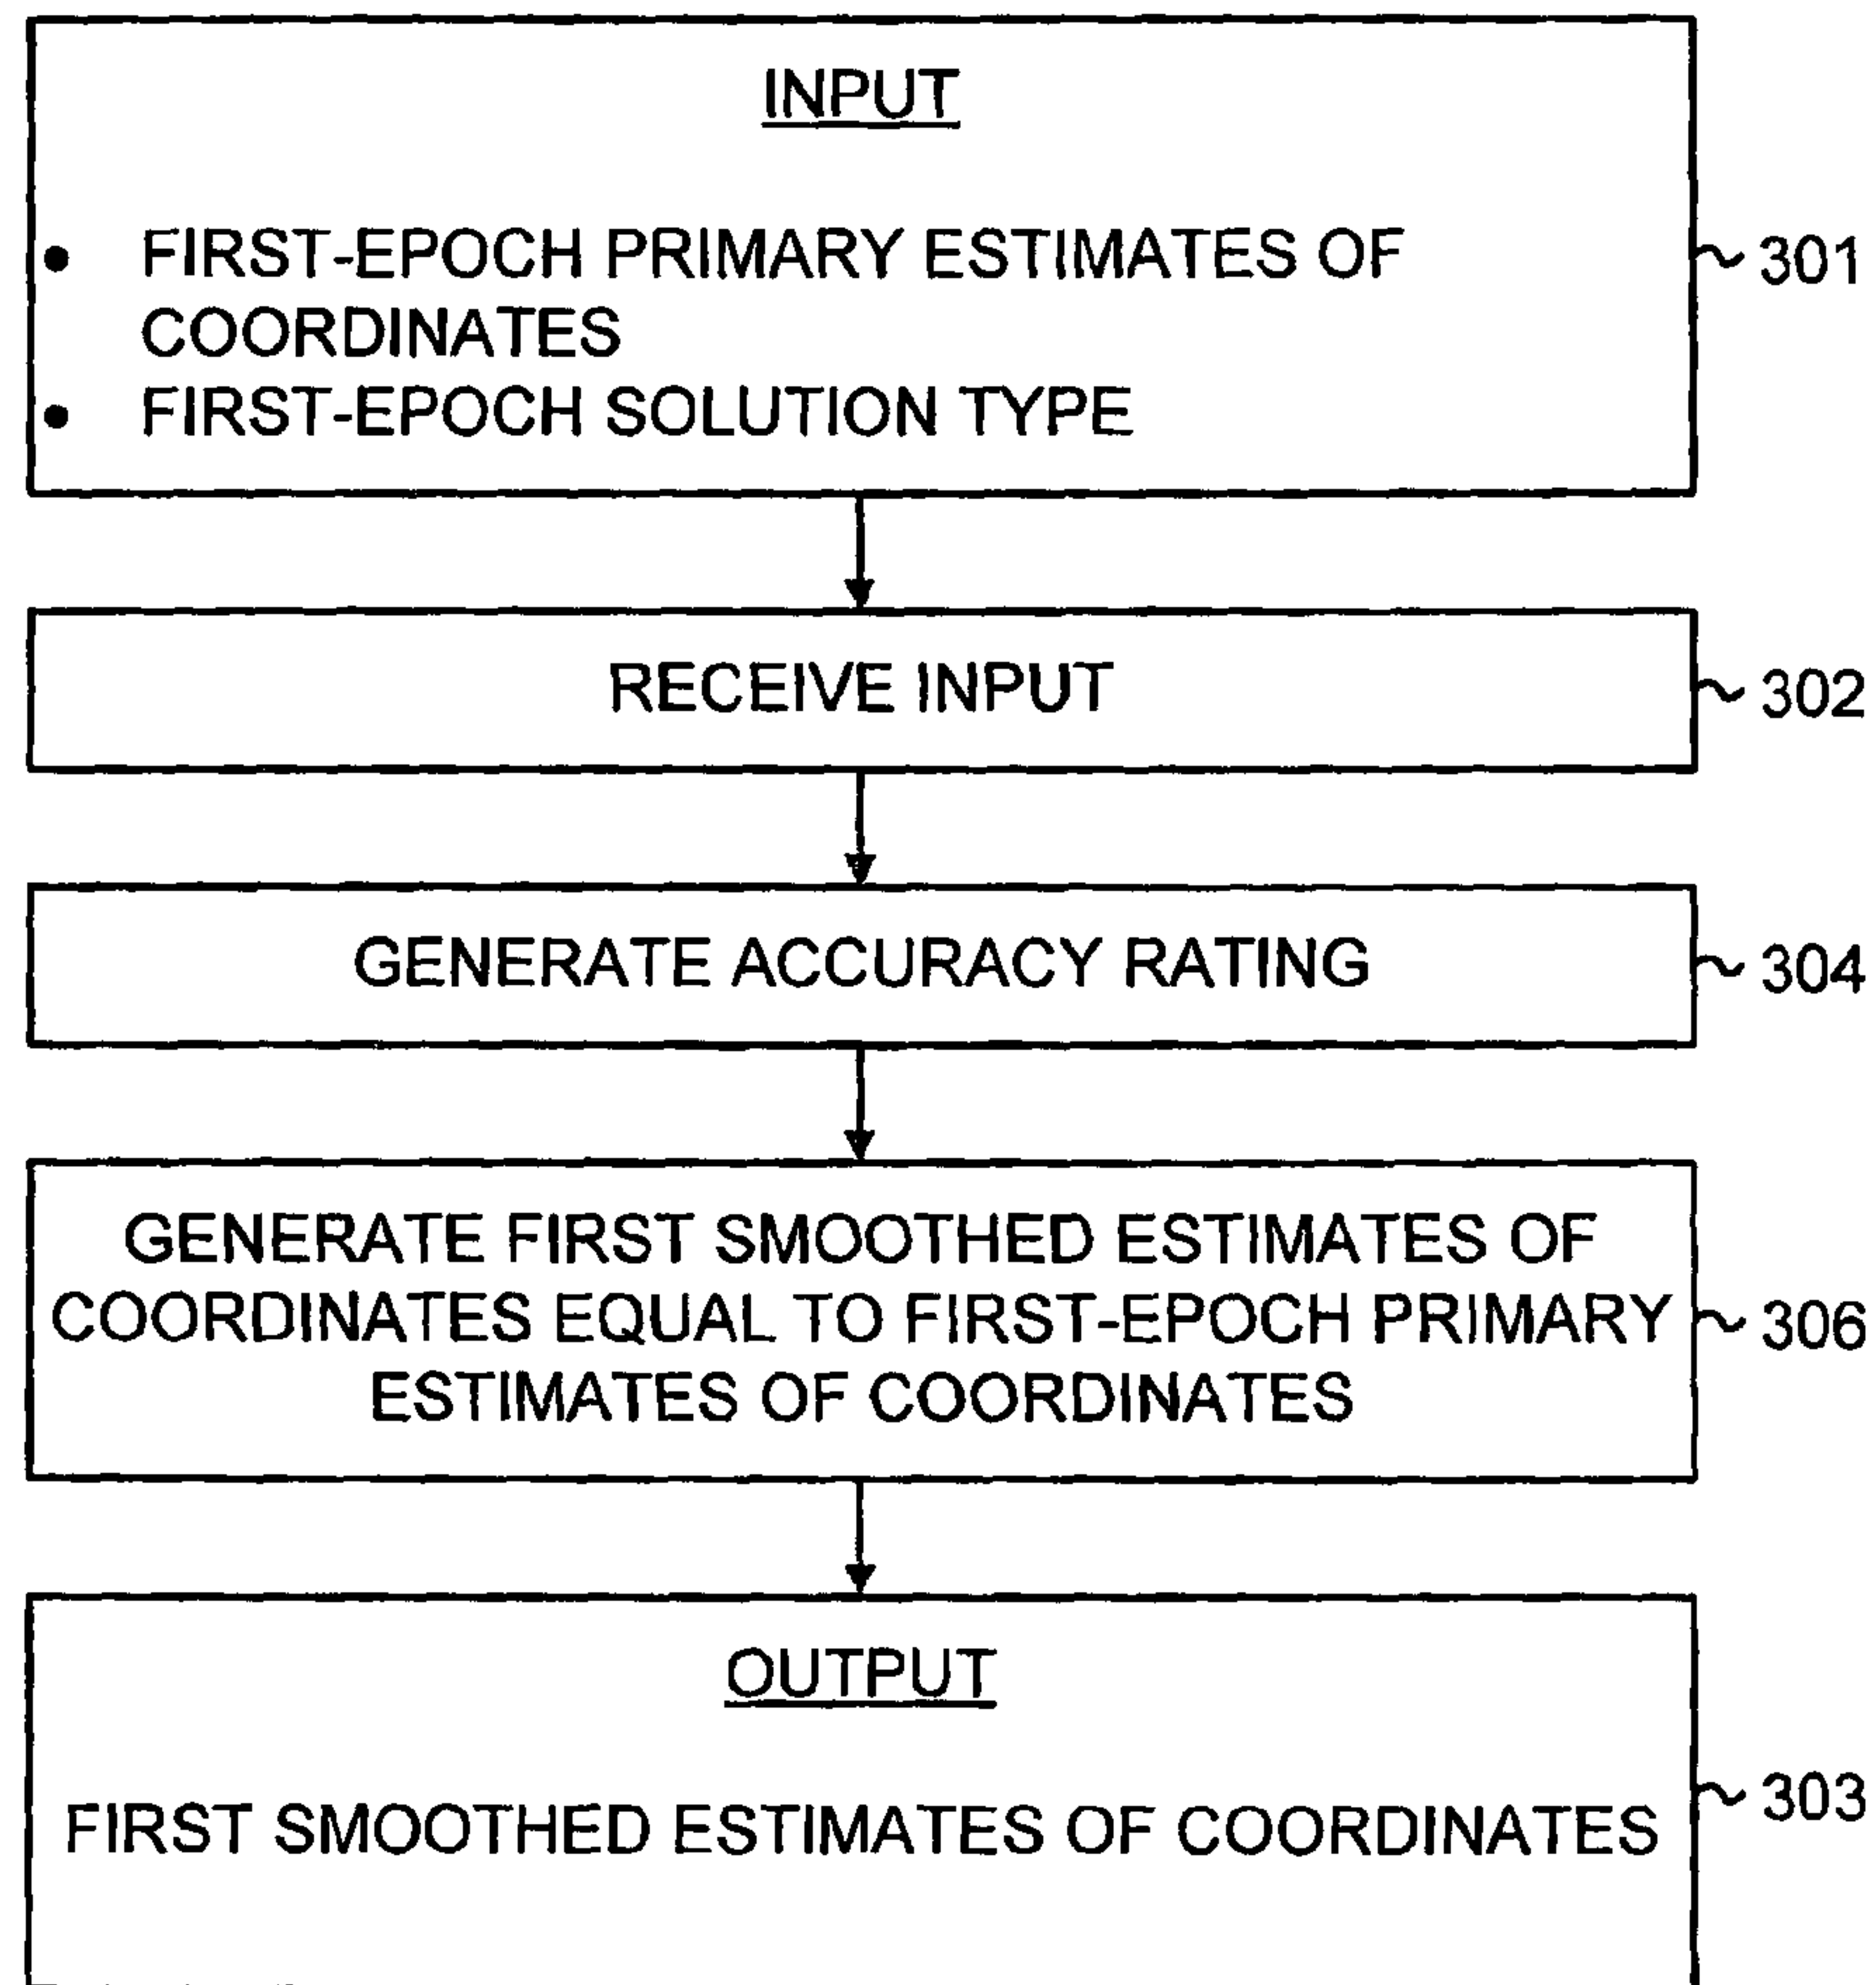 INPUT
• FIRST-EPOCH PRIMARY ESTIMATES OF
COORDINATES
• FIRST-EPOCH SOLUTION TYPE
301
RECEIVE INPUT
302
GENERATE ACCURACY RATING
304
GENERATE FIRST SMOOTHED ESTIMATES OF
COORDINATES EQUAL TO FIRST-EPOCH PRIMARY
ESTIMATES OF COORDINATES
306
OUTPUT
FIRST SMOOTHED ESTIMATES OF COORDINATES
303